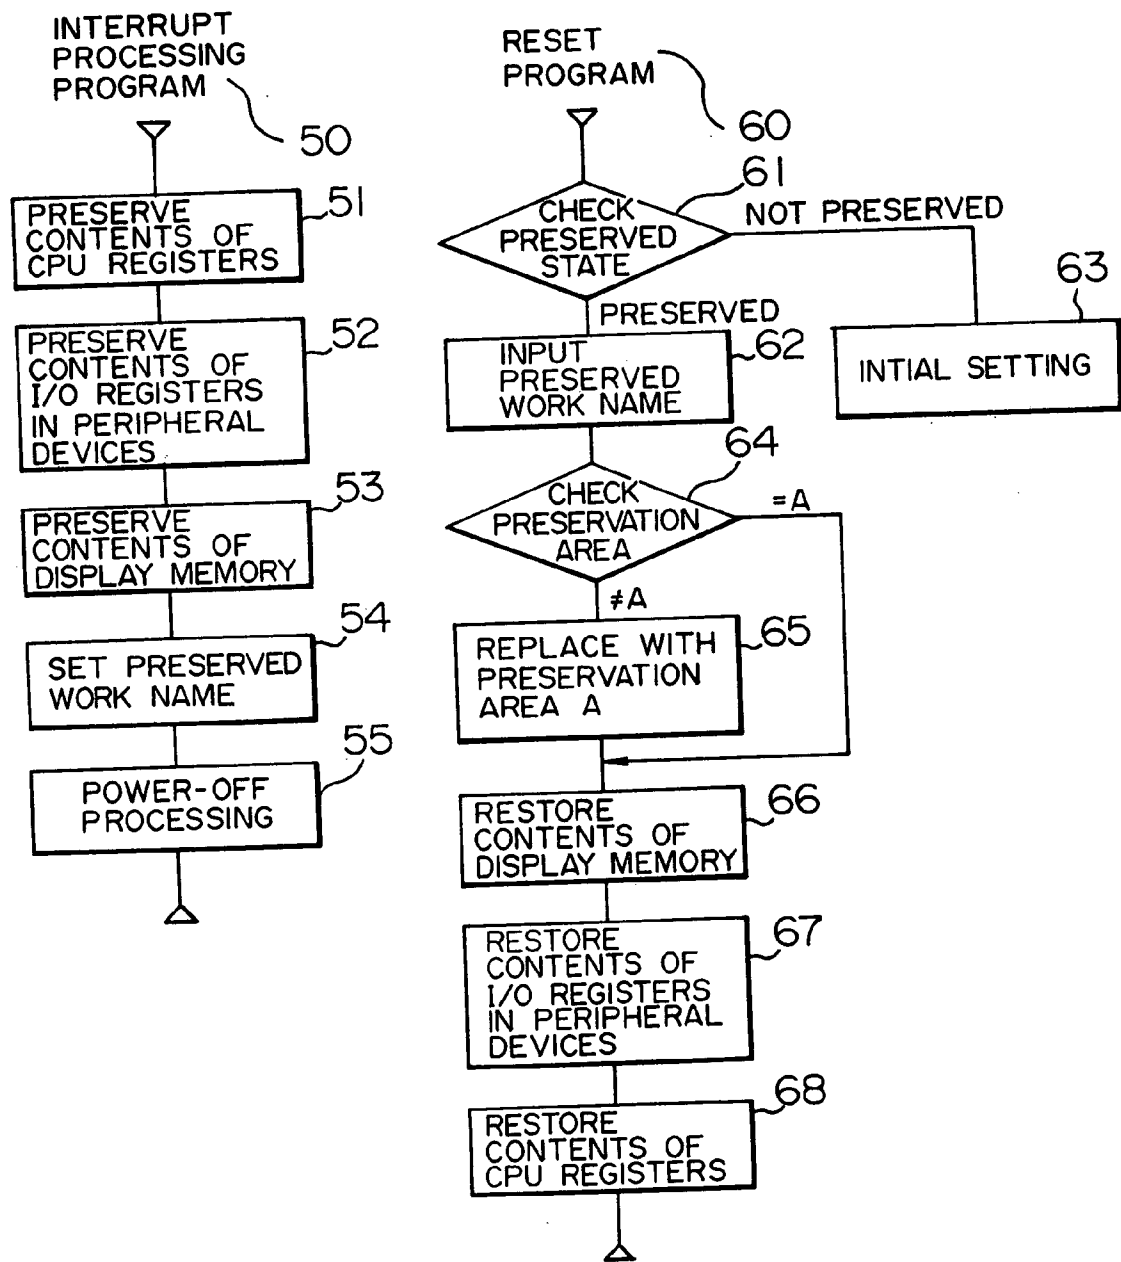 INTERRUPT
PROCESSING
PROGRAM
50
PRESERVE
CONTENTS OF
CPU REGISTERS
51
PRESERVE
CONTENTS OF
I/O REGISTERS
IN PERIPHERAL
DEVICES
52
PRESERVE
CONTENTS OF
DISPLAY MEMORY
53
SET PRESERVED
WORK NAME
54
POWER-OFF
PROCESSING
55
RESET
PROGRAM
60
CHECK
PRESERVED
STATE
61
NOT PRESERVED
PRESERVED
INTIAL SETTING
63
INPUT
PRESERVED
WORK NAME
62
CHECK
PRESERVATION
AREA
64
=A
≠A
REPLACE WITH
PRESERVATION
AREA A
65
RESTORE
CONTENTS OF
DISPLAY MEMORY
66
RESTORE
CONTENTS OF
I/O REGISTERS
IN PERIPHERAL
DEVICES
67
RESTORE
CONTENTS OF
CPU REGISTERS
68